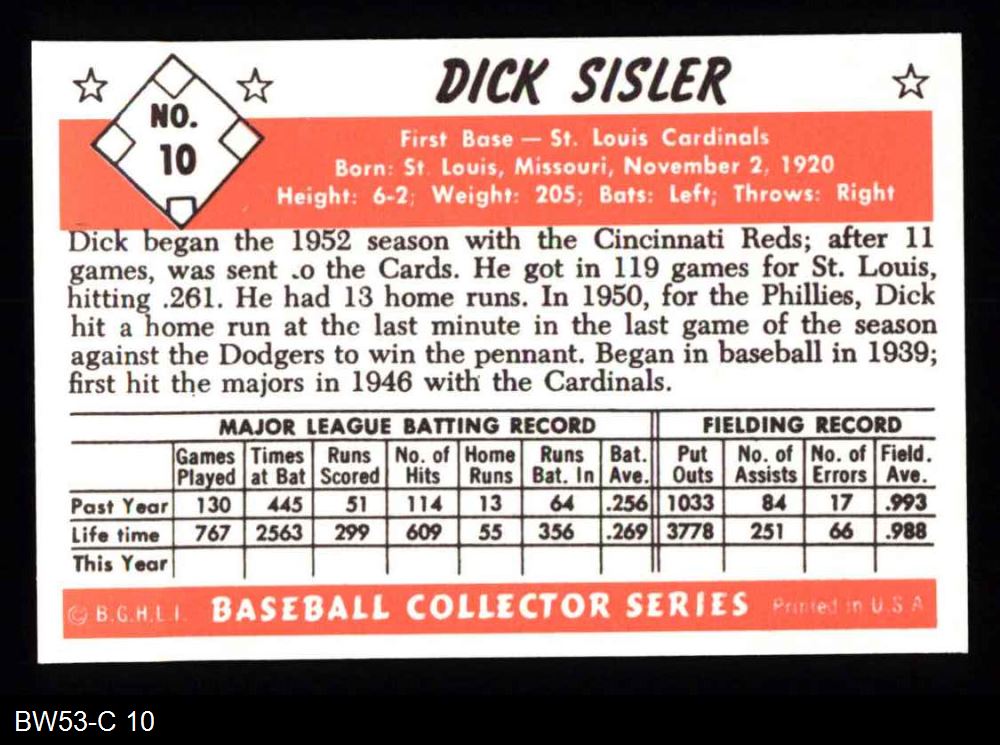 DICK SISLER
NO.
10
First Base — St. Louis Cardinals
Born: St Louis, Missouri, November 2, 1920
Height: 6-2; Weight: 205; Bats: Left; Throws: Right
Dick began the 1952 season with the Cincinnati Reds; after 11
games, was sent .o the Cards. He got in 119 games for St. Louis,
hitting .261. He had 13 home runs. In 1950, for the Phillies, Dick
hit a home run at the last minute in the last game of the season
against the Dodgers to win the pennant. Began in baseball in 1939;
first hit the majors in 1946 with the Cardinals.
MAJOR LEAGUE BATTING RECORD FIELDING RECORD
Games Times Runs No. of Home Runs Bat. Put No. of No. of Field.
Played at Bat Scored Hits Runs Bat. In Ave. Outs Assists Errors Ave.
Past Year 130 445 51 114 13 64 .256 1033 84 17 .993
Life time 767 2563 299 609 55 356 .269 3778 251 66 .988
This Year
© B.G.H.L.I. BASEBALL COLLECTOR SERIES Printed in U.S.A
BW53-C 10